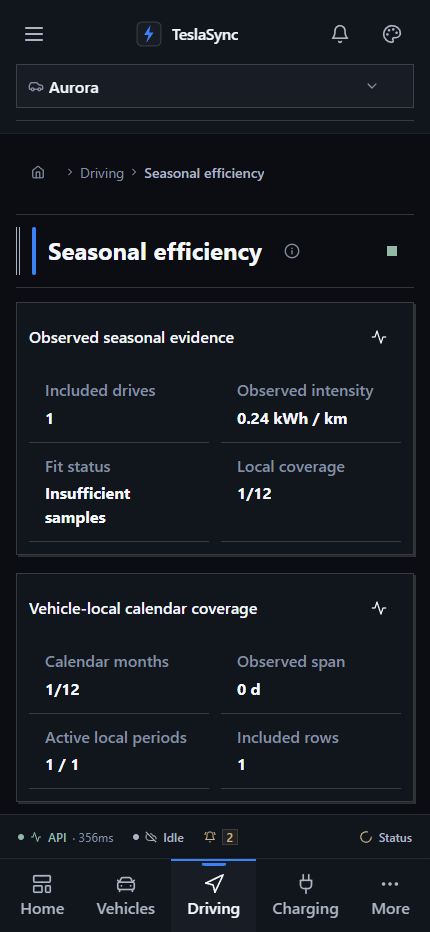 TeslaSync
Aurora
Driving
Seasonal efficiency
Seasonal efficiency
Observed seasonal evidence
Included drives
1
Observed intensity
0.24 kWh / km
Fit status
Insufficient
samples
Local coverage
1/12
Vehicle-local calendar coverage
Calendar months
1/12
Observed span
0 d
Active local periods
1 / 1
Included rows
1
API · 356ms
Idle
2
Status
Home
Vehicles
Driving
Charging
More